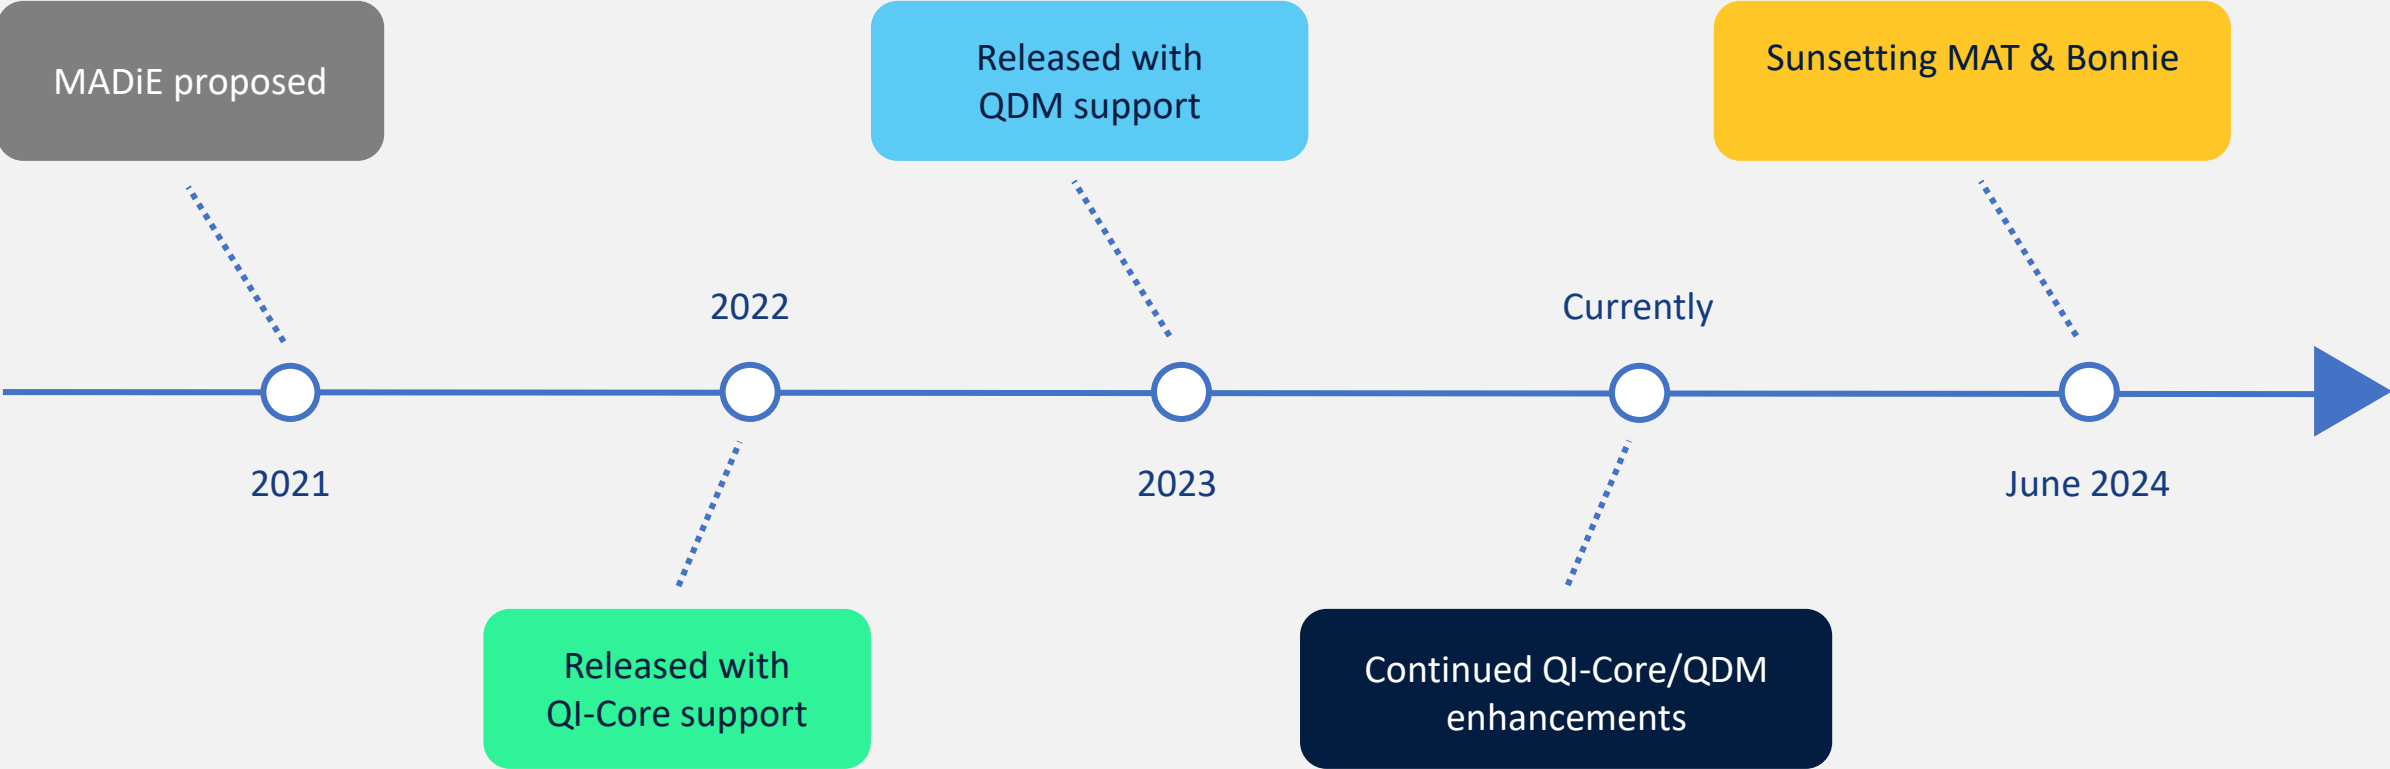 MADiE proposed
Released with
QDM support
Sunsetting MAT & Bonnie
2022
Currently
2021
2023
June 2024
Released with
QI-Core support
Continued QI-Core/QDM
enhancements